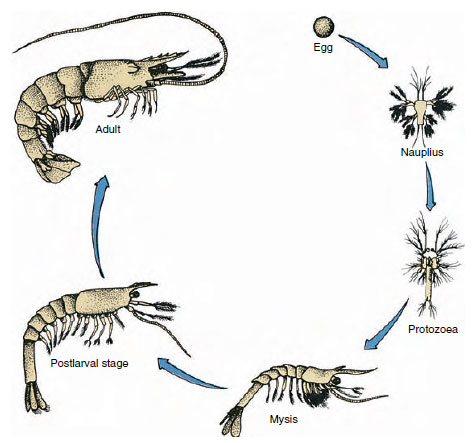 Egg
Nauplius
Protozoea
Mysis
Postlarval stage
Adult